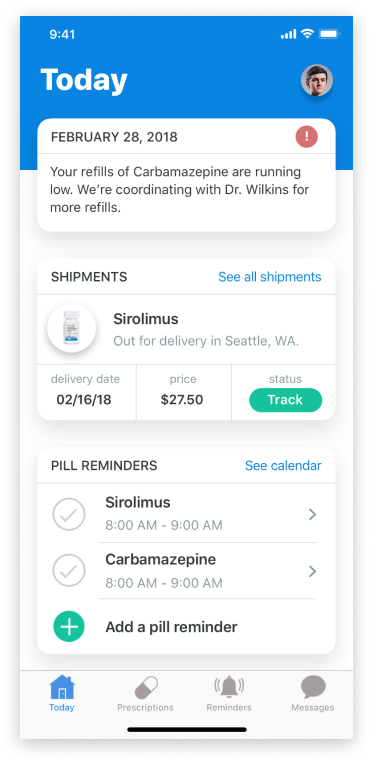 9:41
Today
FEBRUARY 28, 2018
!
Your refills of Carbamazepine are running
low. We’re coordinating with Dr. Wilkins for
more refills.
SHIPMENTS See all shipments
Sirolimus
Out for delivery in Seattle, WA.
delivery date price status
02/16/18 $27.50 Track
PILL REMINDERS See calendar
Sirolimus
8:00 AM - 9:00 AM
Carbamazepine
8:00 AM - 9:00 AM
Add a pill reminder
Today Prescriptions Reminders Messages